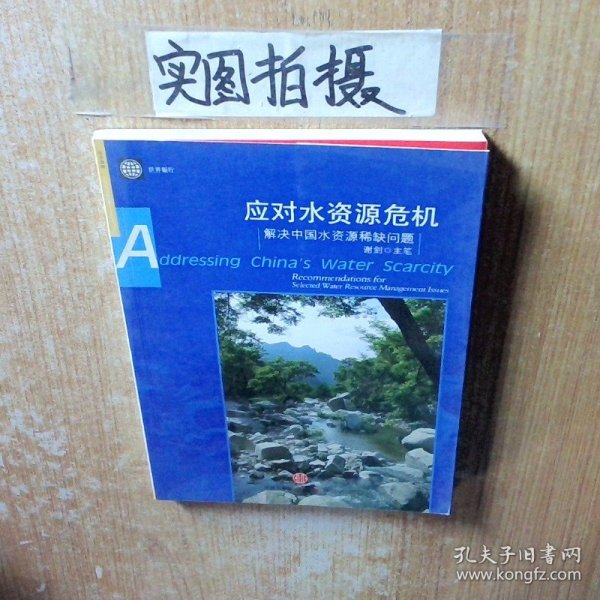 实图拍摄
世界银行
应对水资源危机
解决中国水资源稀缺问题
谢剑◇主笔
Addressing China's Water Scarcity
Recommendations for
Selected Water Resource Management Issues
孔夫子旧书网
www.kongfz.com